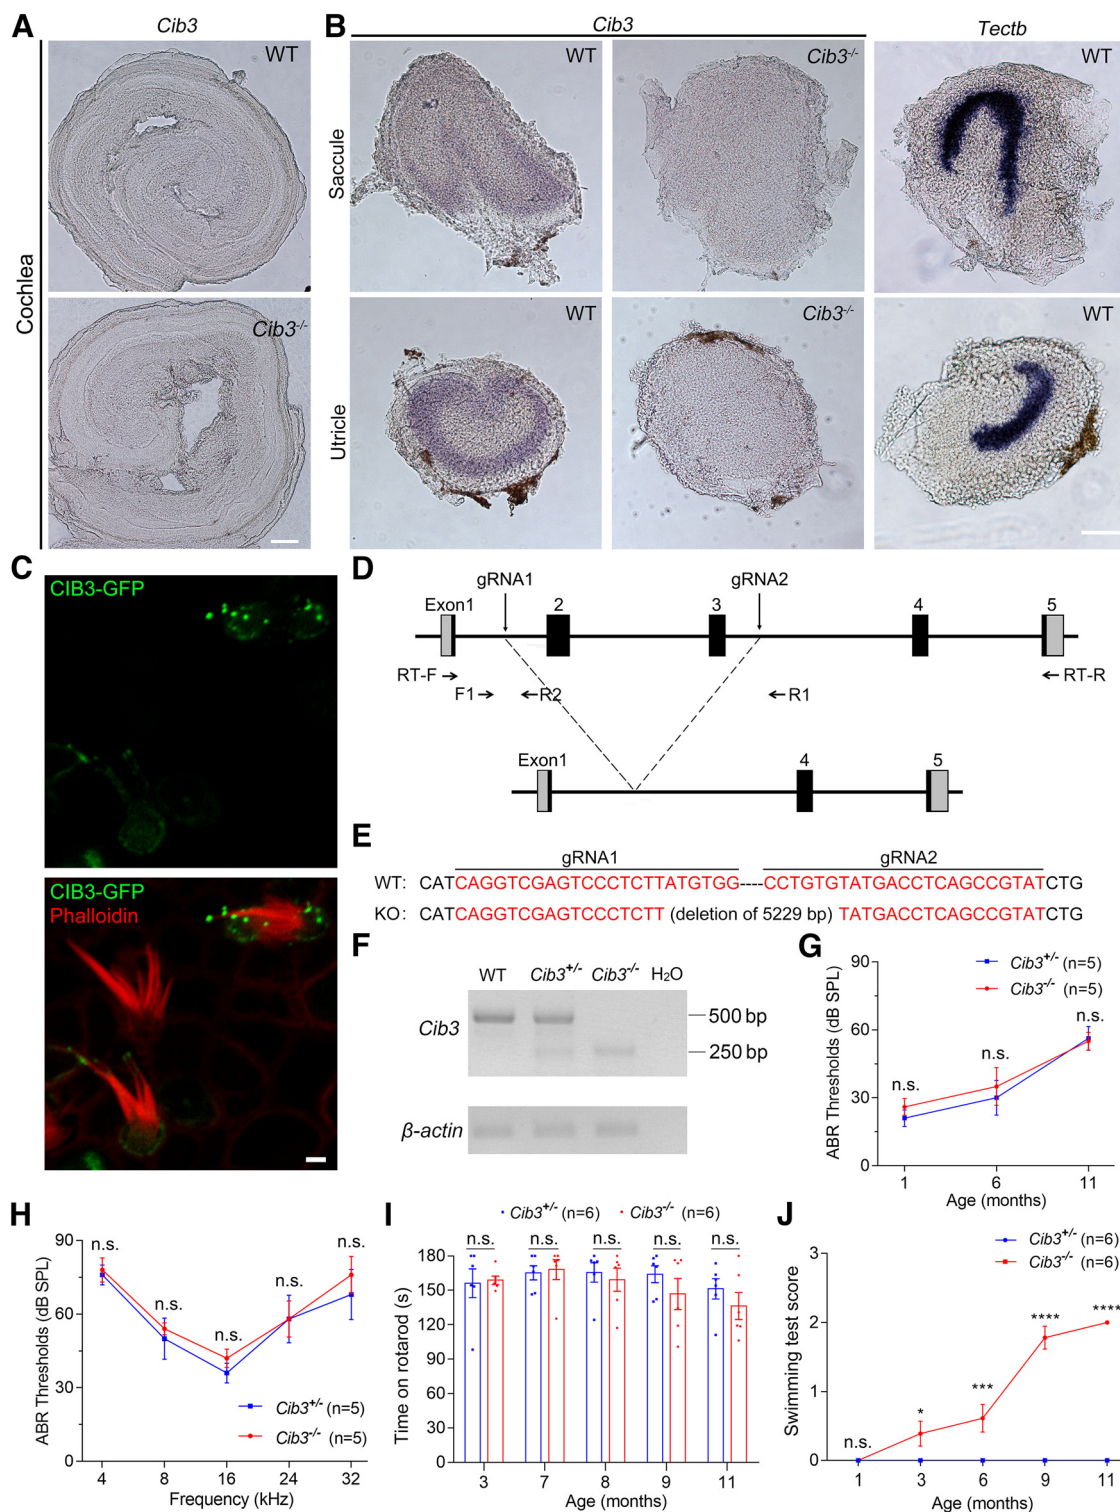 A
Cib3
WT
Cib3-/-
Cochlea
B
Cib3
Tectb
WT
Cib3-/-
WT
Saccule
WT
Cib3-/-
WT
Utricle
C
CIB3-GFP
CIB3-GFP
Phalloidin
D
gRNA1
gRNA2
Exon1
2
3
4
5
RT-F
F1
R2
R1
RT-R
Exon1
4
5
E
gRNA1
gRNA2
WT: CATCAGGTCGAGTCCCTCTTATGTGG----CCTGTGTATGACCTCAGCCGTATCTG
KO: CATCAGGTCGAGTCCCTCTT (deletion of 5229 bp) TATGACCTCAGCCGTATCTG
F
WT Cib3+/- Cib3-/- H2O
Cib3
500 bp
250 bp
β-actin
G
Cib3+/- (n=5)
Cib3-/- (n=5)
ABR Thresholds (dB SPL)
90
60
30
0
n.s.
n.s.
n.s.
1 6 11
Age (months)
H
ABR Thresholds (dB SPL)
90
60
30
0
n.s.
n.s.
n.s.
n.s.
n.s.
Cib3+/- (n=5)
Cib3-/- (n=5)
4 8 16 24 32
Frequency (kHz)
I
Cib3+/- (n=6) Cib3-/- (n=6)
n.s. n.s. n.s. n.s. n.s.
Time on rotarod (s)
180
150
120
90
60
30
0
3 7 8 9 11
Age (months)
J
Cib3+/- (n=6)
Cib3-/- (n=6)
Swimming test score
3
2
1
0
n.s.
*
***
****
****
1 3 6 9 11
Age (months)